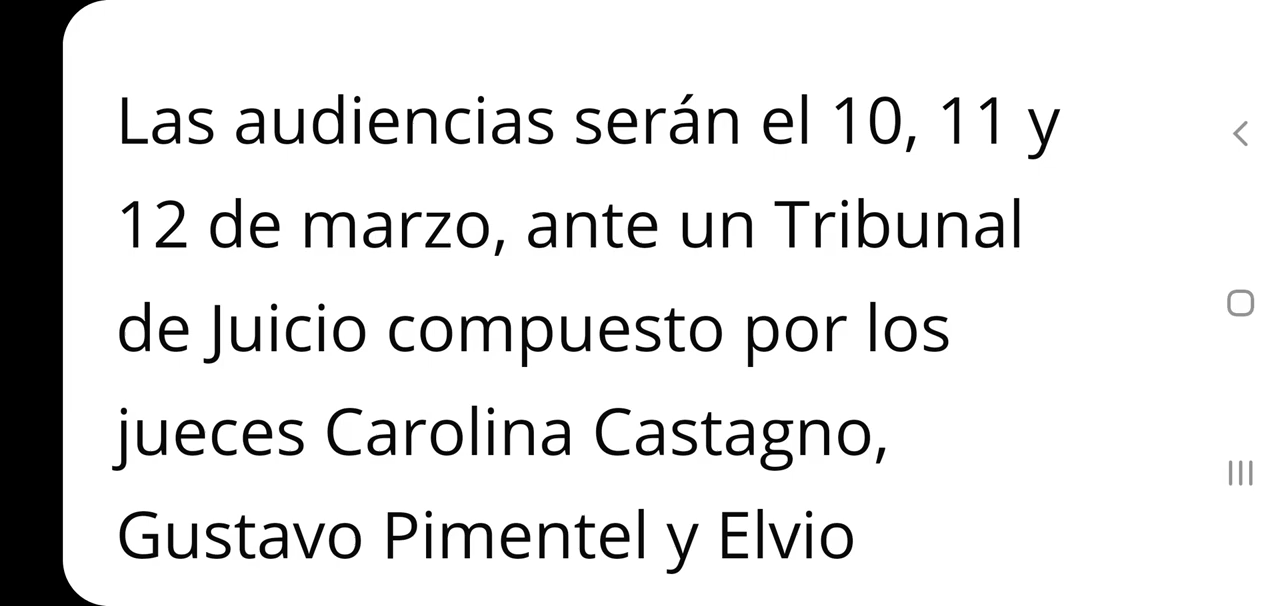 Las audiencias serán el 10, 11 y
12 de marzo, ante un Tribunal
de Juicio compuesto por los
jueces Carolina Castagno,
Gustavo Pimentel y Elvio